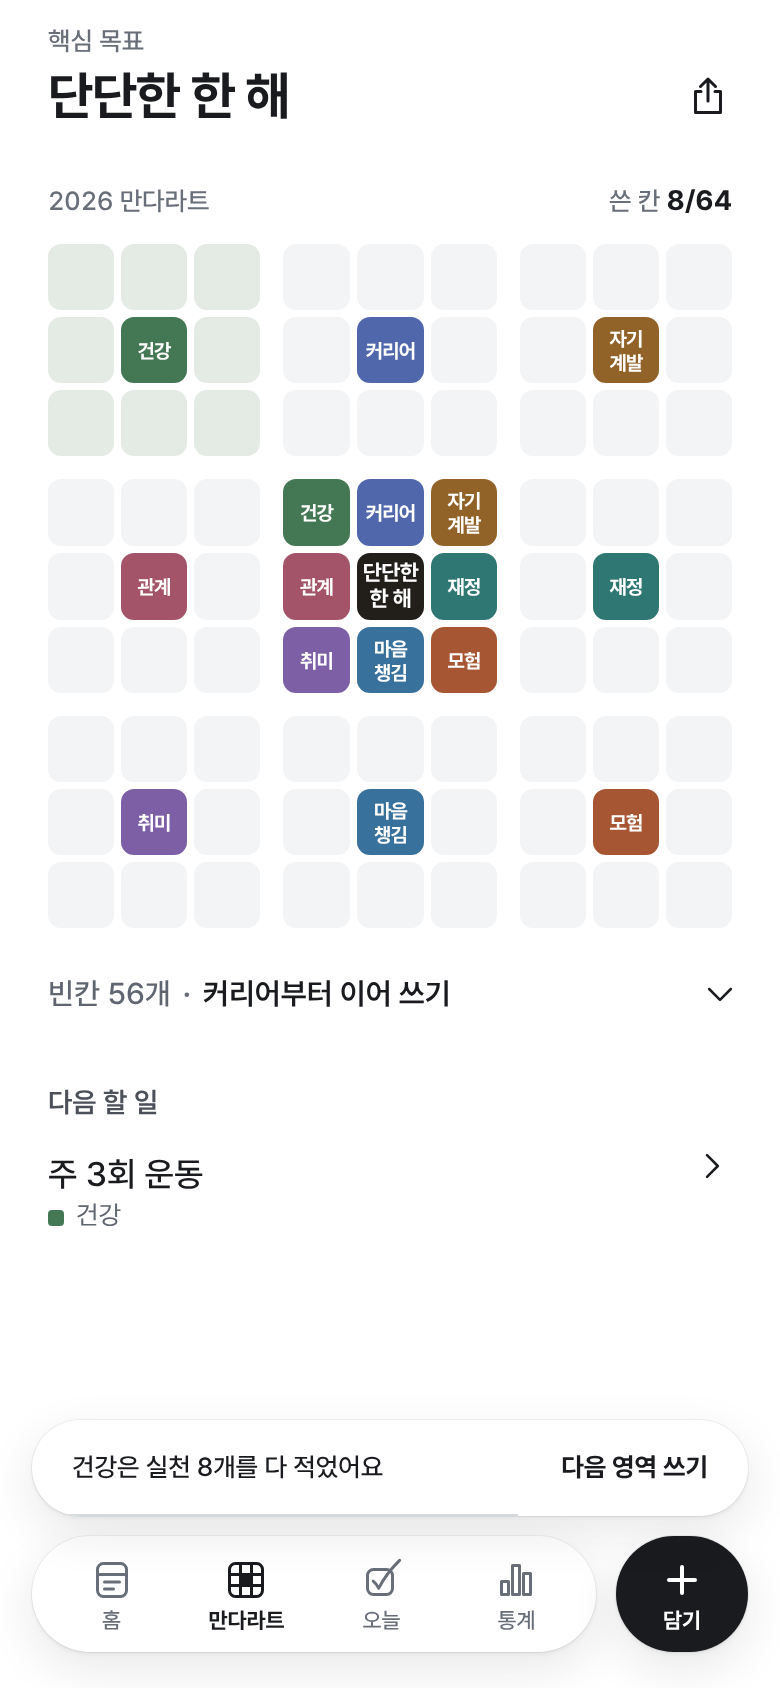 핵심 목표
단단한 한 해
2026 만다라트
쓴 칸 8/64
건강
커리어
자기
계발
건강
커리어
자기
계발
관계
관계
단단한
한 해
재정
재정
취미
마음
챙김
모험
취미
마음
챙김
모험
빈칸 56개 · 커리어부터 이어 쓰기
다음 할 일
주 3회 운동
건강
건강은 실천 8개를 다 적었어요
다음 영역 쓰기
홈
만다라트
오늘
통계
담기